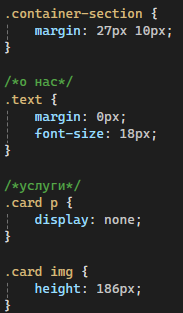 .container-section {
    margin: 27px 10px;
}
/*о нас*/
.text {
    margin: 0px;
    font-size: 18px;
}
/*услуги*/
.card p {
    display: none;
}
.card img {
    height: 186px;
}